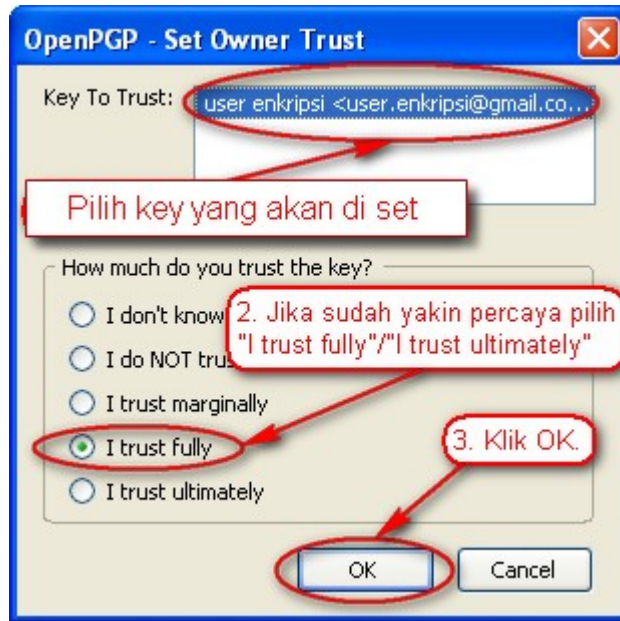 OpenPGP - Set Owner Trust
Key To Trust:
user enkripsi <user.enkripsi@gmail.co...
Pilih key yang akan di set
How much do you trust the key?
I don't know
2. Jika sudah yakin percaya pilih
"I trust fully"/"I trust ultimately"
I do NOT trus
I trust marginally
I trust fully
3. Klik OK.
I trust ultimately
OK
Cancel